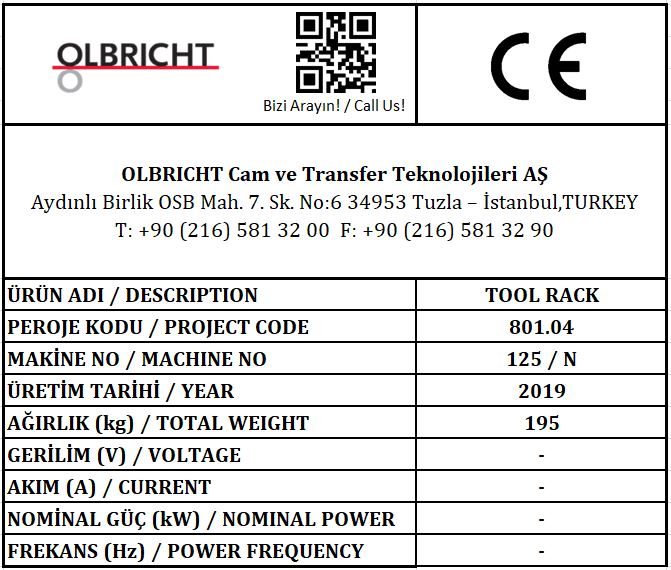 OLBRICHT
Bizi Arayın! / Call Us!
CE
OLBRICHT Cam ve Transfer Teknolojileri AŞ
Aydınlı Birlik OSB Mah. 7. Sk. No:6 34953 Tuzla – İstanbul,TURKEY
T: +90 (216) 581 32 00 F: +90 (216) 581 32 90
ÜRÜN ADI / DESCRIPTION TOOL RACK
PEROJE KODU / PROJECT CODE 801.04
MAKİNE NO / MACHINE NO 125 / N
ÜRETİM TARİHİ / YEAR 2019
AĞIRLIK (kg) / TOTAL WEIGHT 195
GERİLİM (V) / VOLTAGE -
AKIM (A) / CURRENT -
NOMİNAL GÜÇ (kW) / NOMINAL POWER -
FREKANS (Hz) / POWER FREQUENCY -